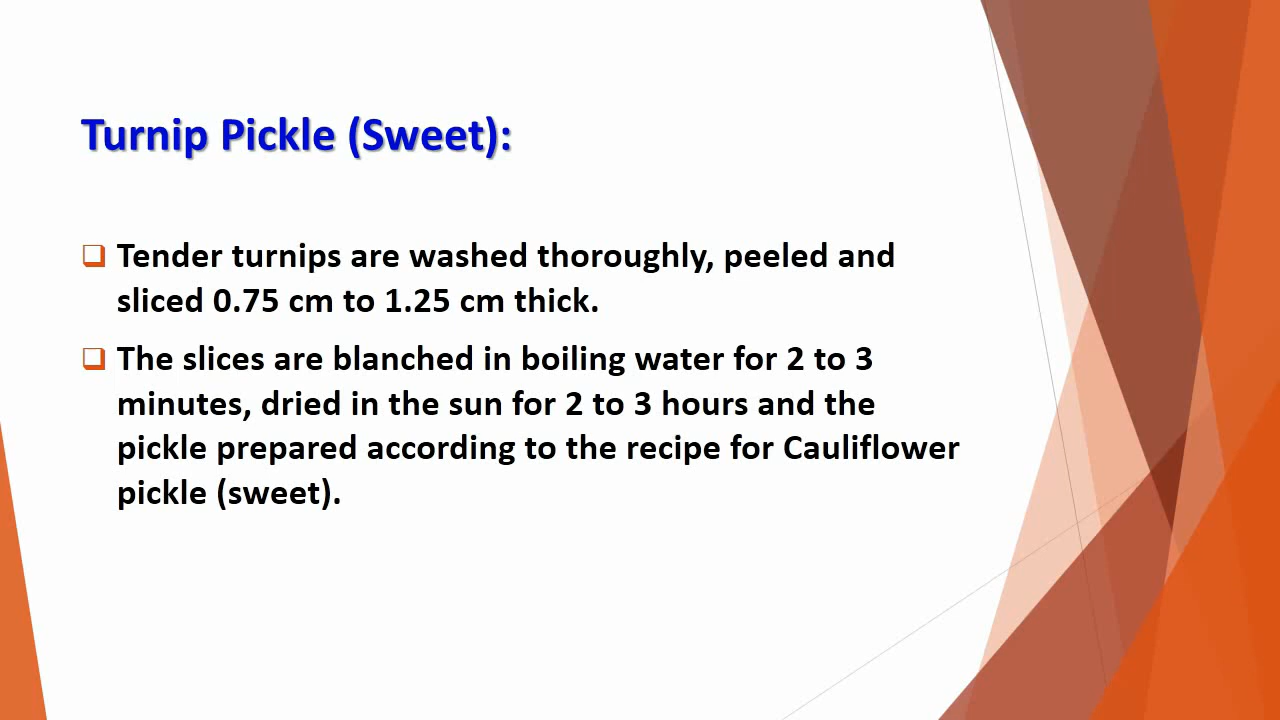 Turnip Pickle (Sweet):
Tender turnips are washed thoroughly, peeled and
sliced 0.75 cm to 1.25 cm thick.
The slices are blanched in boiling water for 2 to 3
minutes, dried in the sun for 2 to 3 hours and the
pickle prepared according to the recipe for Cauliflower
pickle (sweet).